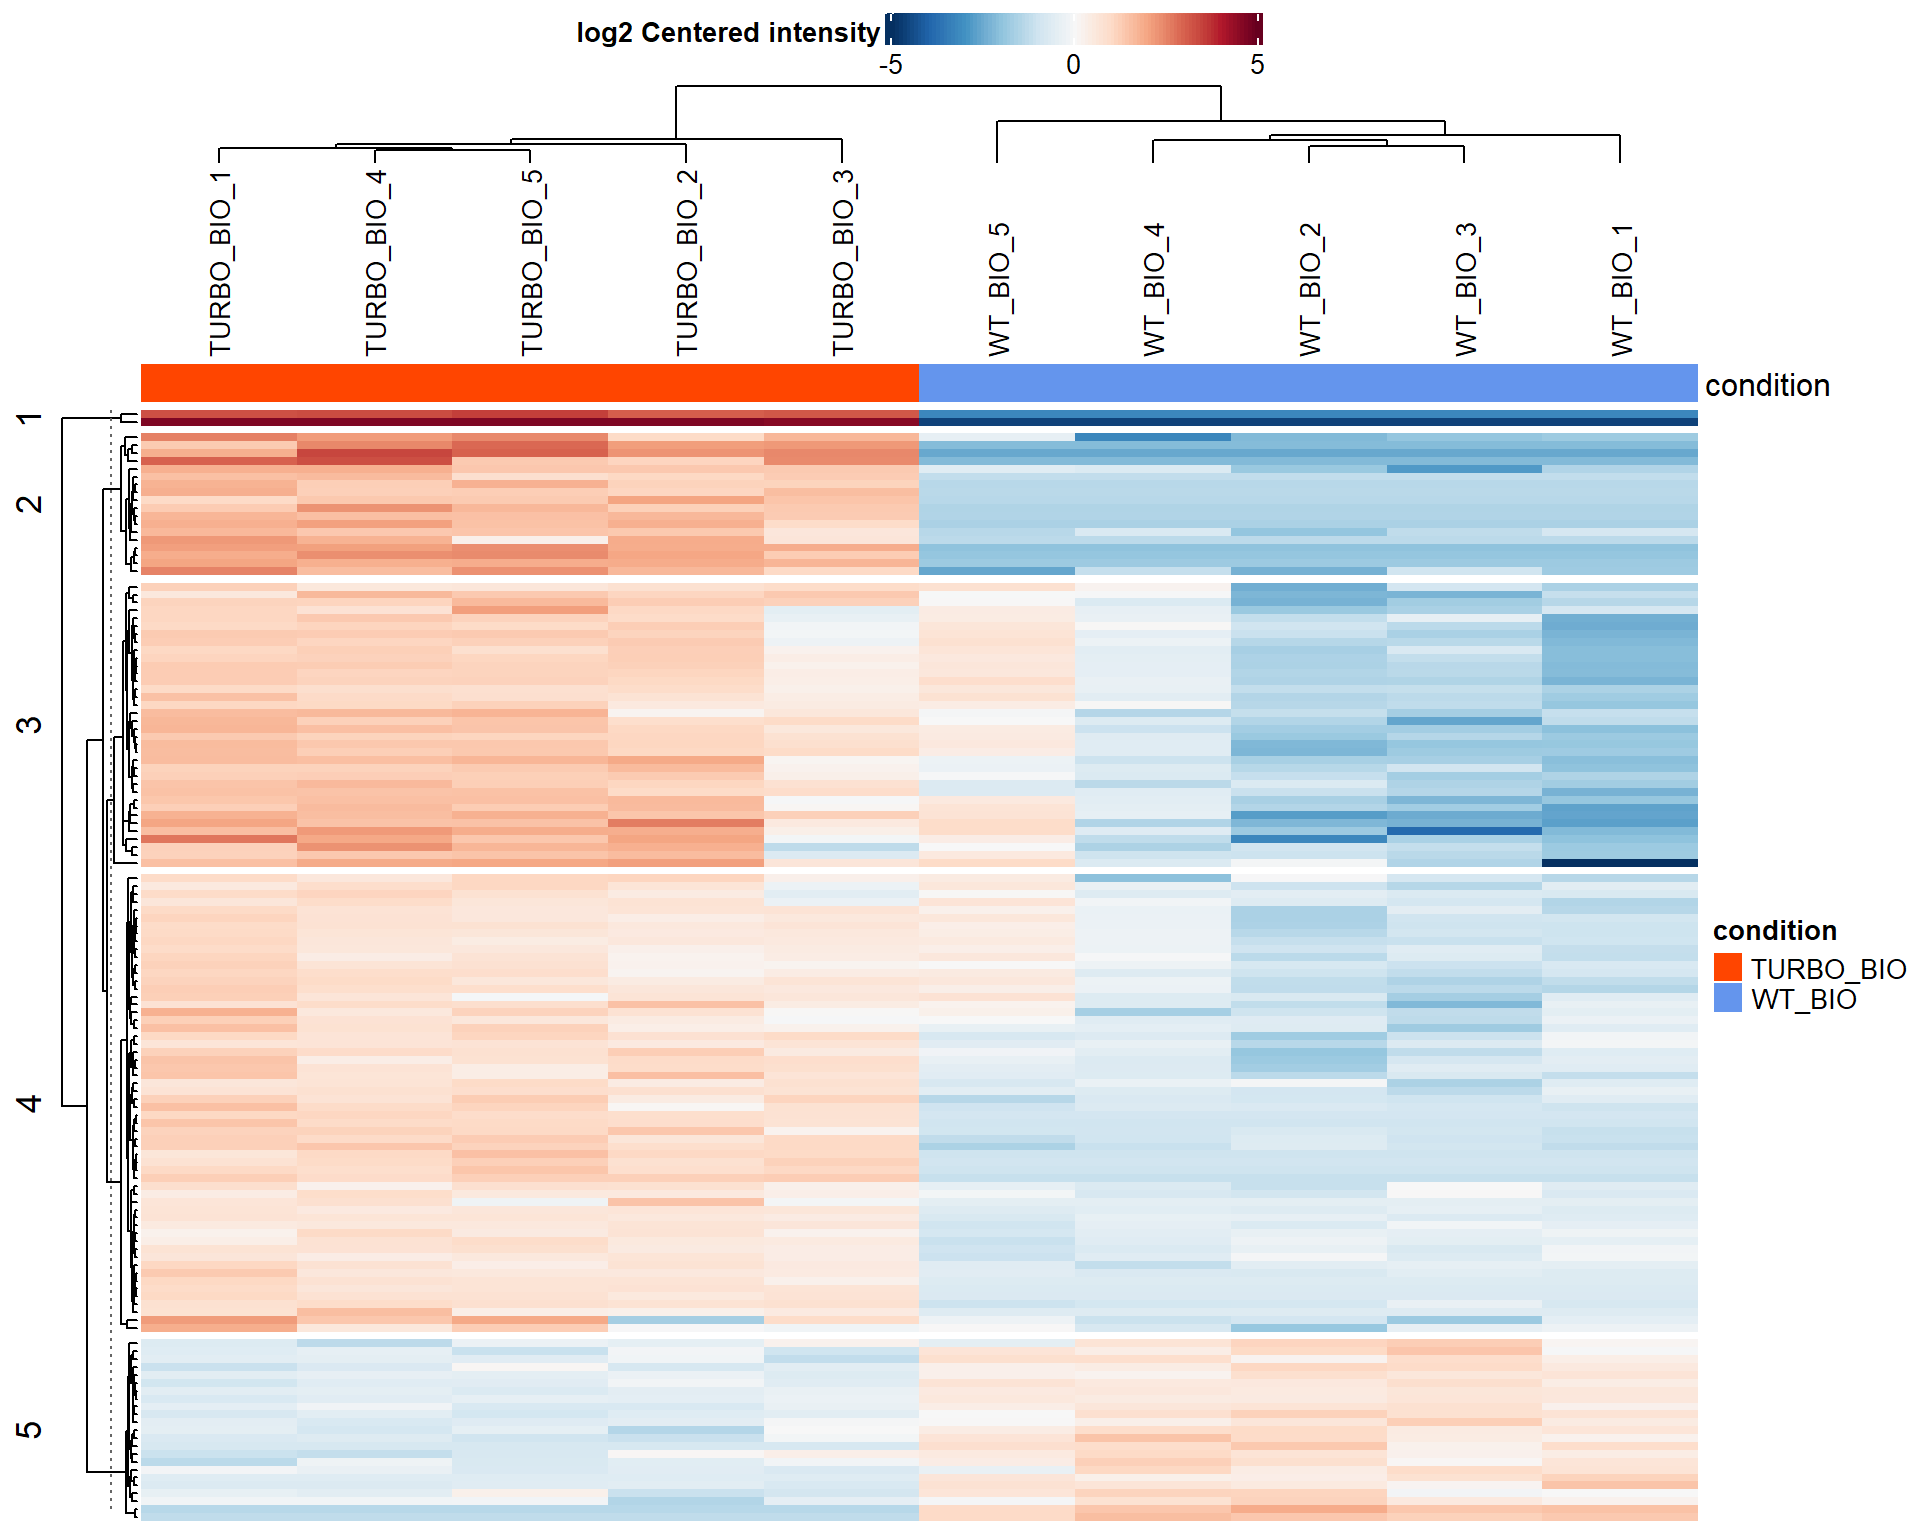 log2 Centered intensity
-5 0 5
TURBO_BIO_1
TURBO_BIO_4
TURBO_BIO_5
TURBO_BIO_2
TURBO_BIO_3
WT_BIO_5
WT_BIO_4
WT_BIO_2
WT_BIO_3
WT_BIO_1
condition
1
2
3
4
5
condition
TURBO_BIO
WT_BIO